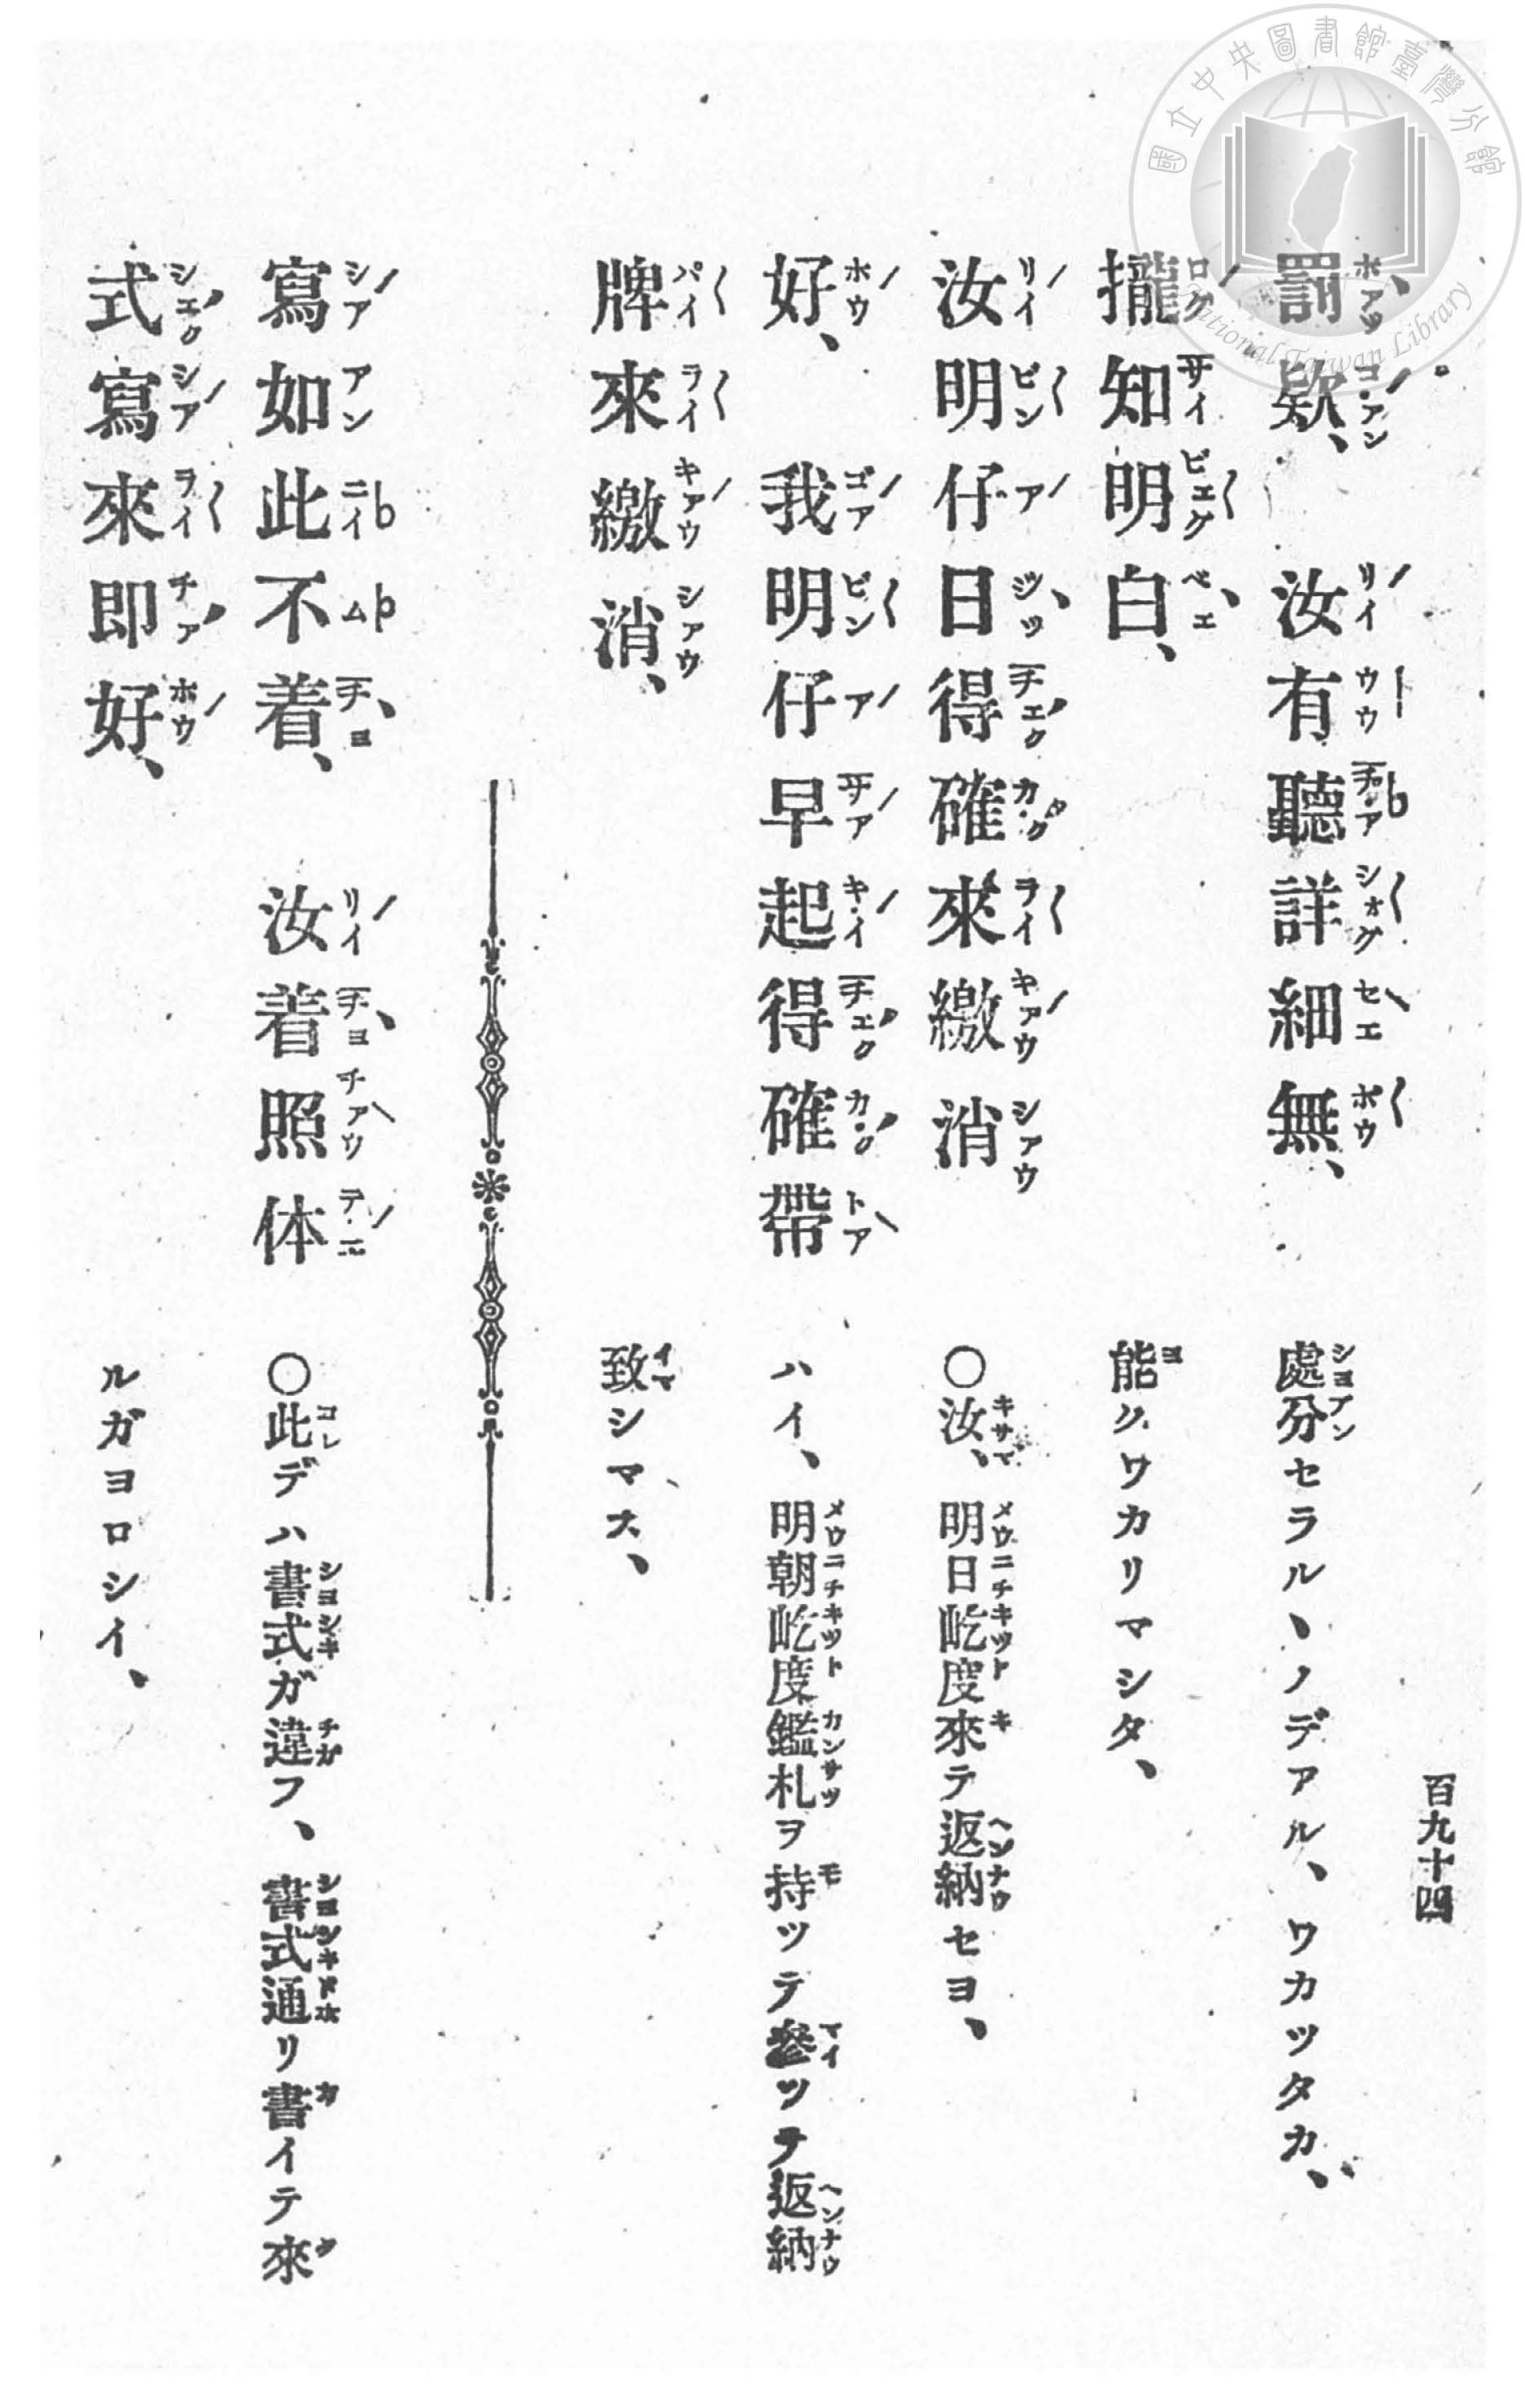 國立中央圖書館臺灣分館
National Taiwan Library
百九十四
罰欵、汝有聽詳細無、
攏知明白、
汝明仔日得確來繳消
好、我明仔早起得確帶
牌來繳消、
寫如此不着、汝着照体
式寫來即好、
處分セラルヽノデアル、ワカツタカ、
能クワカリマシタ、
〇汝、明日屹度來テ返納セヨ、
ハイ、明朝屹度鑑札ヲ持ツテ參ツテ返納
致シマス、
〇此デハ書式ガ違フ、書式通リ書イテ來
ルガヨロシイ、